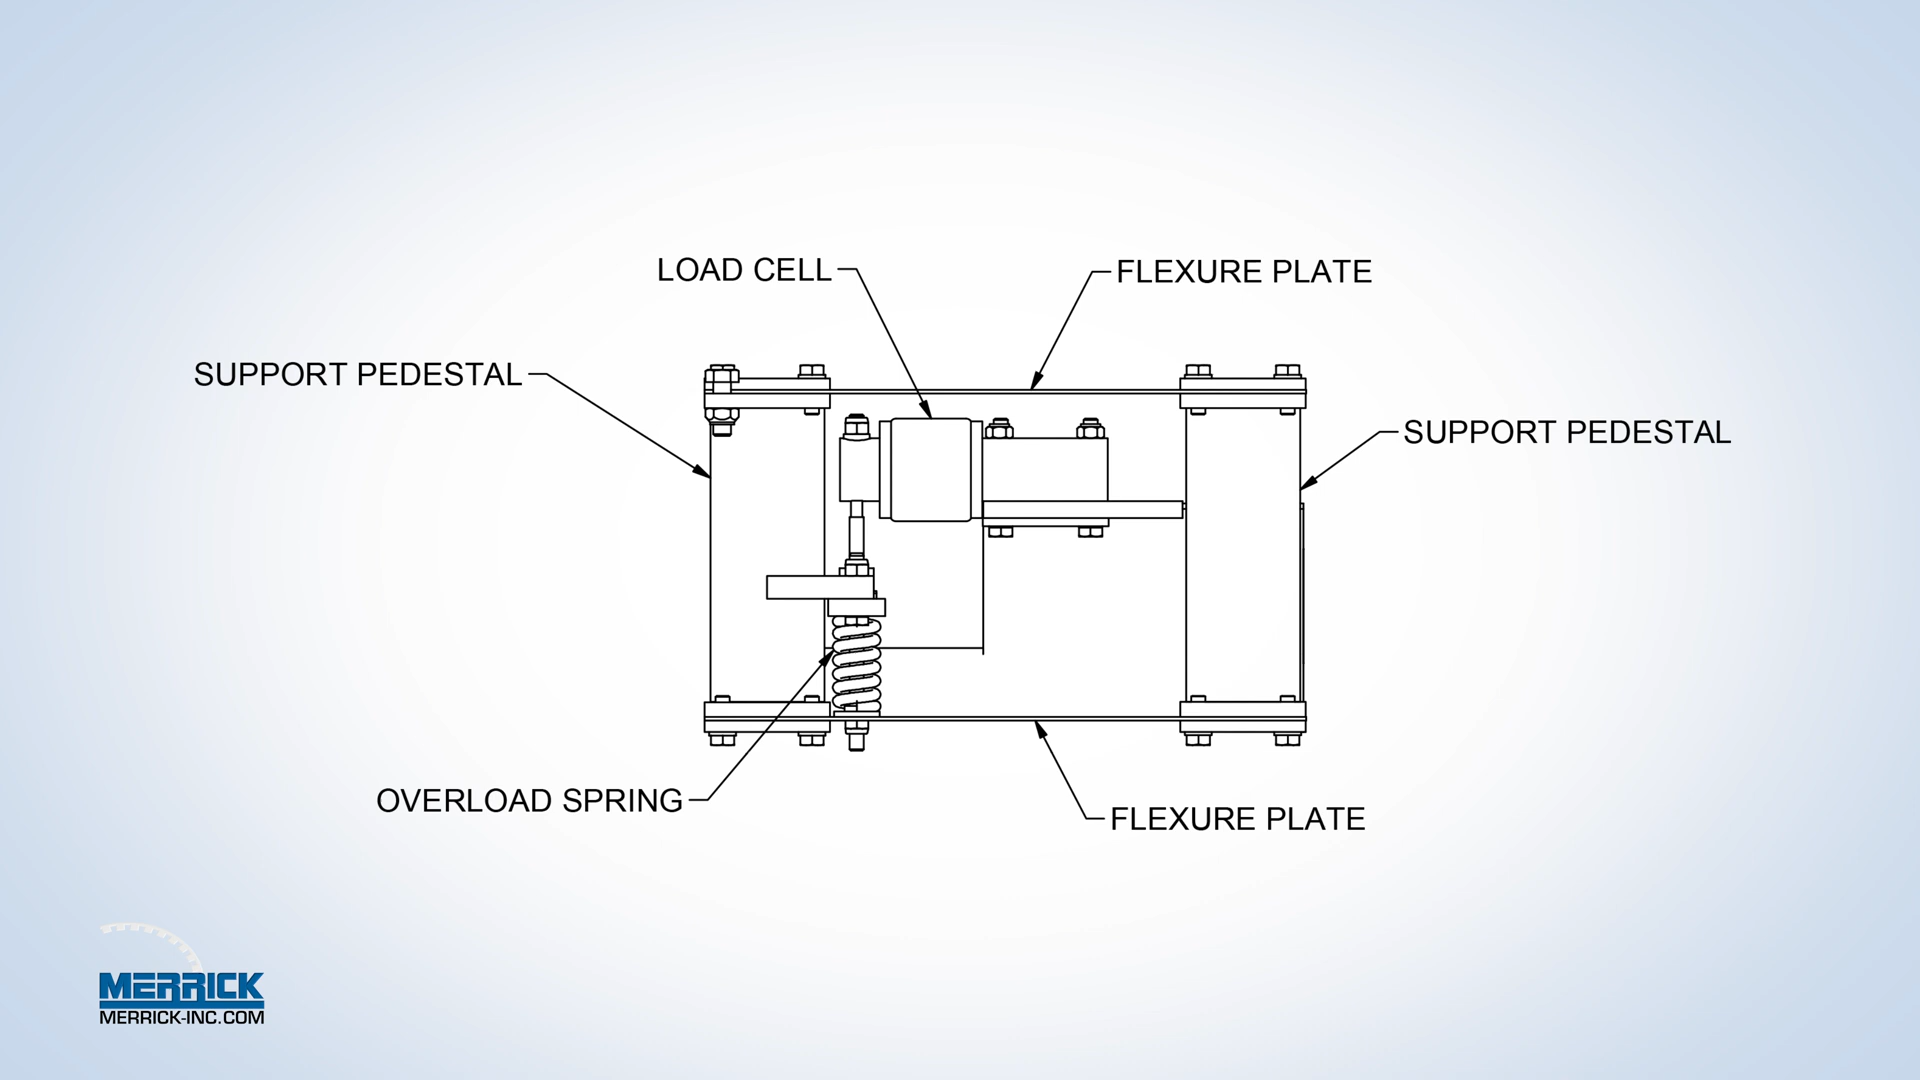 LOAD CELL
FLEXURE PLATE
SUPPORT PEDESTAL
SUPPORT PEDESTAL
OVERLOAD SPRING
FLEXURE PLATE
MERRICK
MERRICK-INC.COM